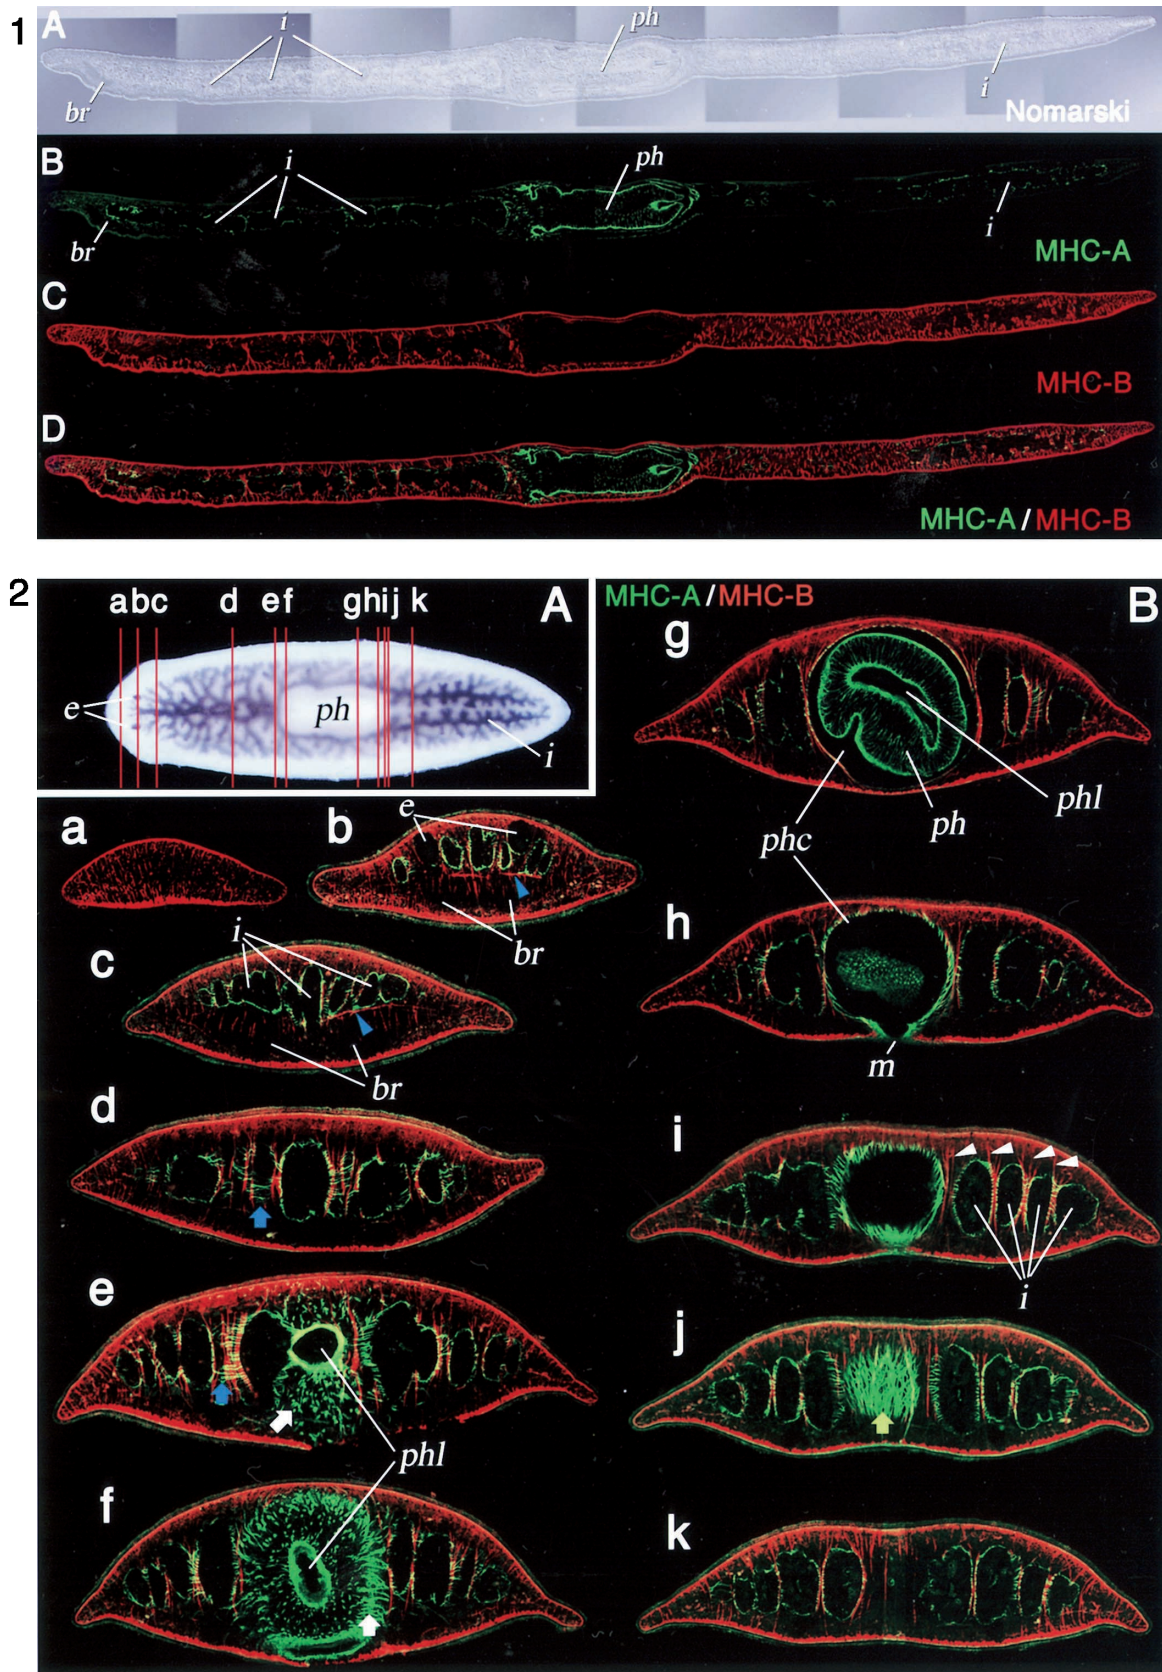 1
A
i
ph
br
i
Nomarski
B
i
ph
br
i
MHC-A
C
MHC-B
D
MHC-A / MHC-B
2
a b c d e f g h i j k A
e
ph
i
MHC-A / MHC-B B
a
b
e
br
c
i
br
d
e
phl
f
g
phl
ph
phc
h
m
i
i
j
k